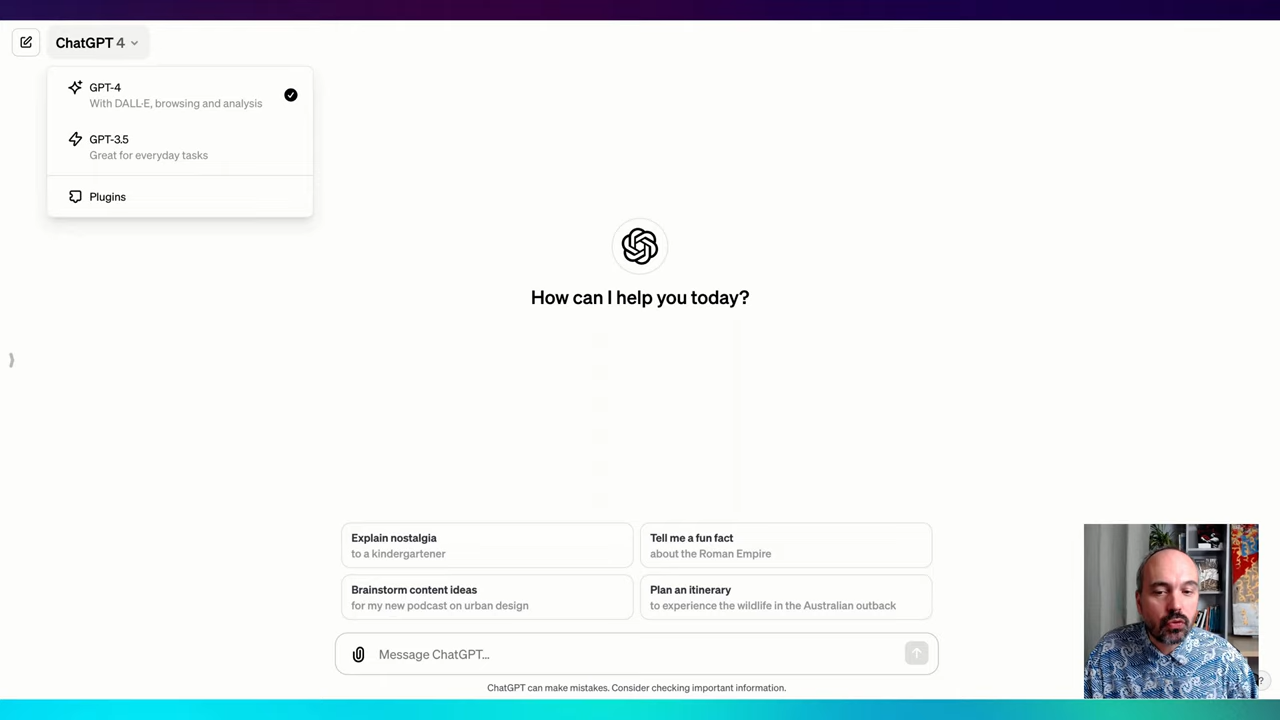 ChatGPT 4
GPT-4
With DALL·E, browsing and analysis
GPT-3.5
Great for everyday tasks
Plugins
How can I help you today?
Explain nostalgia
to a kindergartener
Tell me a fun fact
about the Roman Empire
Brainstorm content ideas
for my new podcast on urban design
Plan an itinerary
to experience the wildlife in the Australian outback
Message ChatGPT...
ChatGPT can make mistakes. Consider checking important information.
?